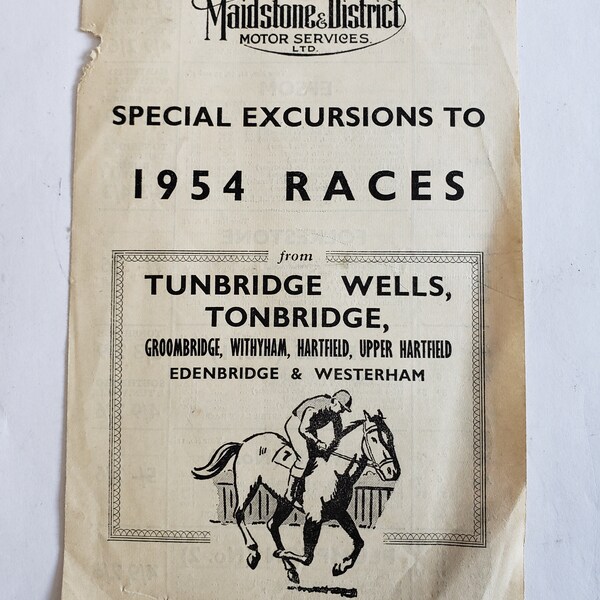 Maidstone & District
MOTOR SERVICES
LTD.
SPECIAL EXCURSIONS TO
1954 RACES
from
TUNBRIDGE WELLS,
TONBRIDGE,
GROOMBRIDGE, WITHYHAM, HARTFIELD, UPPER HARTFIELD
EDENBRIDGE & WESTERHAM
7